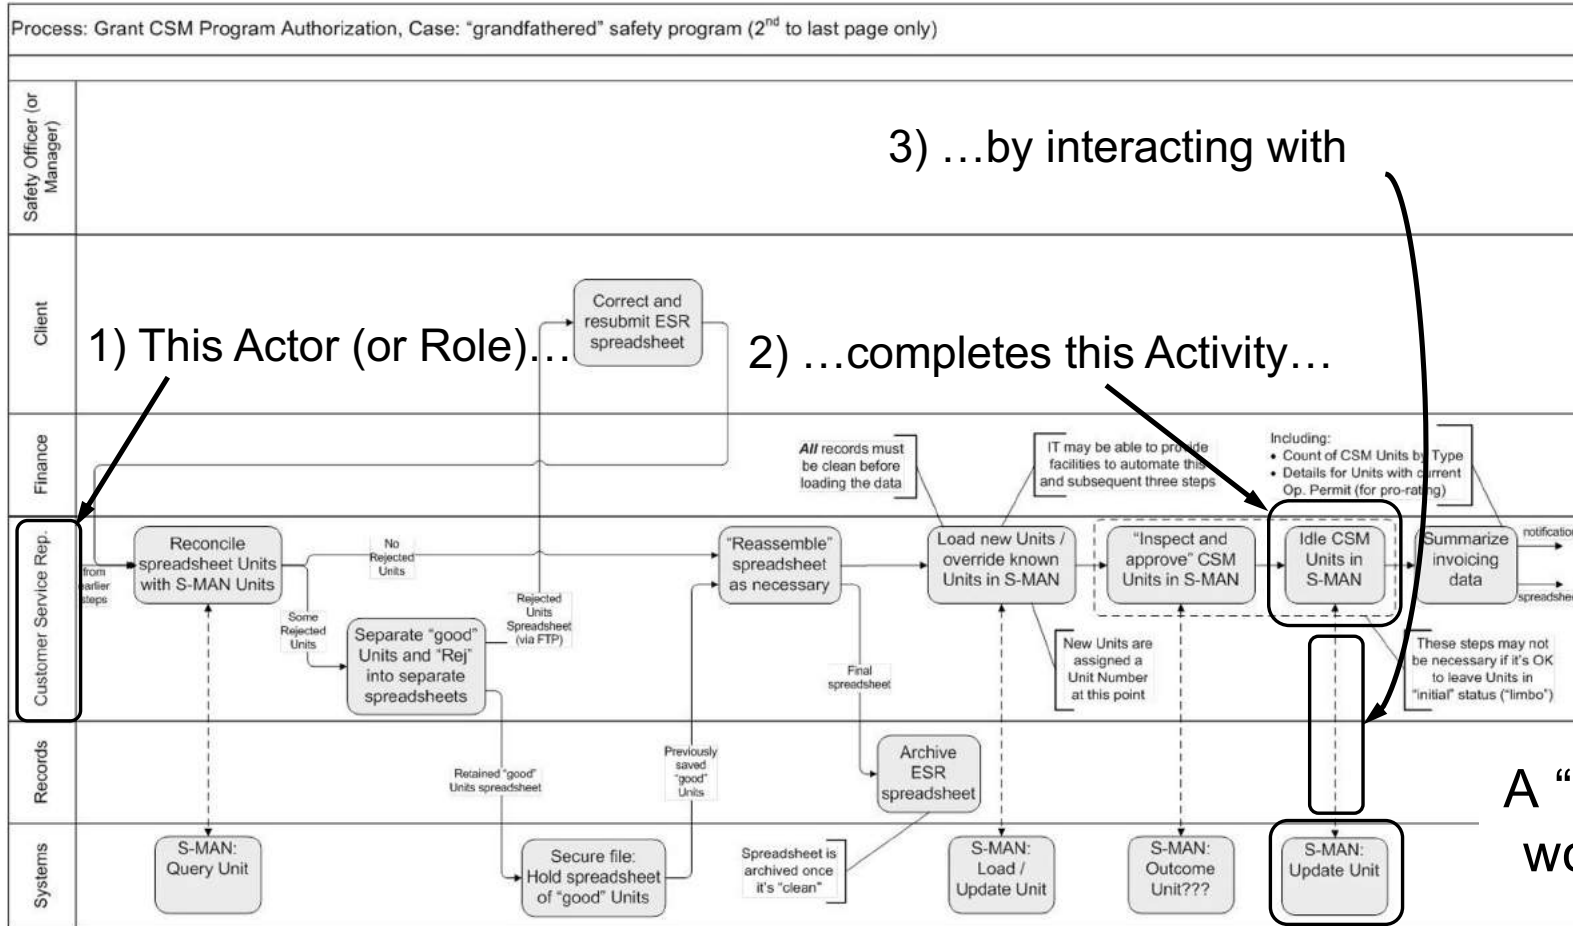 Process: Grant CSM Program Authorization, Case: "grandfathered" safety program (2nd to last page only)
Safety Officer (or
Manager)
3) …by interacting with
Client
Correct and
resubmit ESR
spreadsheet
1) This Actor (or Role)…
2) …completes this Activity…
Finance
All records must
be clean before
loading the data
IT may be able to provide
facilities to automate this
and subsequent three steps
Including:
• Count of CSM Units by Type
• Details for Units with current
Op. Permit (for pro-rating)
Customer Service Rep.
from
earlier
steps
Reconcile
spreadsheet Units
with S-MAN Units
No
Rejected
Units
Some
Rejected
Units
Separate "good"
Units and "Rej"
into separate
spreadsheets
Rejected
Units
Spreadsheet
(via FTP)
"Reassemble"
spreadsheet
as necessary
Final
spreadsheet
Load new Units /
override known
Units in S-MAN
New Units are
assigned a
Unit Number
at this point
"Inspect and
approve" CSM
Units in S-MAN
Idle CSM
Units in
S-MAN
These steps may not
be necessary if it's OK
to leave Units in
"initial" status ("limbo")
Summarize
invoicing
data
notification
spreadshee
Records
Retained "good"
Units spreadsheet
Previously
saved
"good"
Units
Archive
ESR
spreadsheet
A "
wo
Systems
S-MAN:
Query Unit
Secure file:
Hold spreadsheet
of "good" Units
Spreadsheet is
archived once
it's "clean"
S-MAN:
Load /
Update Unit
S-MAN:
Outcome
Unit???
S-MAN:
Update Unit